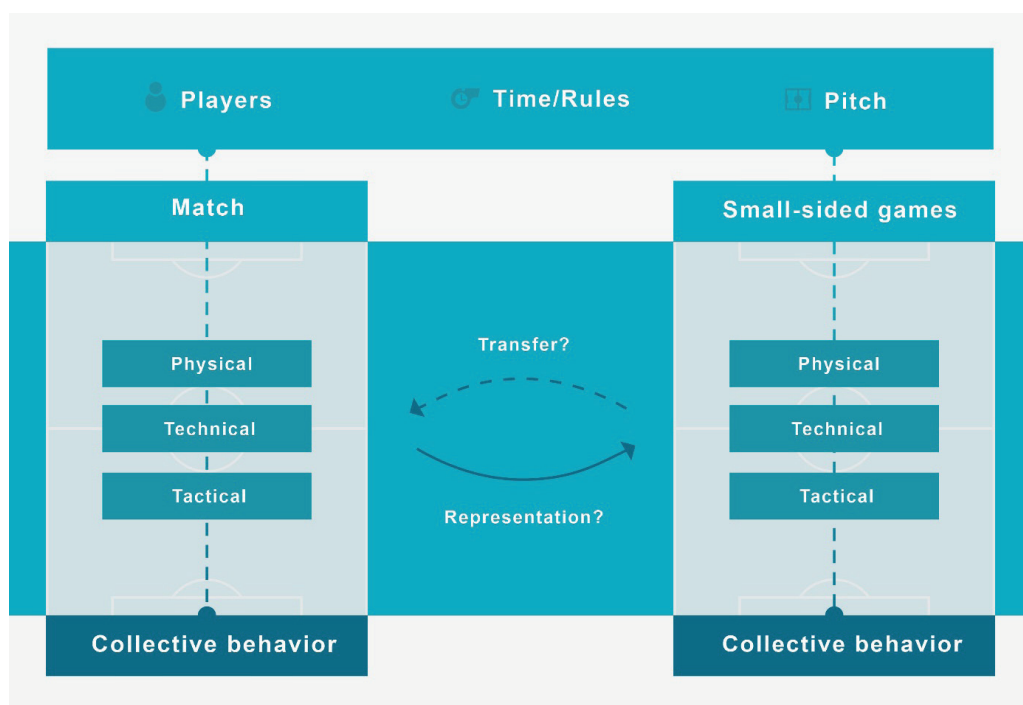 Players
Time/Rules
Pitch
Match
Small-sided games
Transfer?
Physical
Physical
Technical
Technical
Tactical
Tactical
Representation?
Collective behavior
Collective behavior